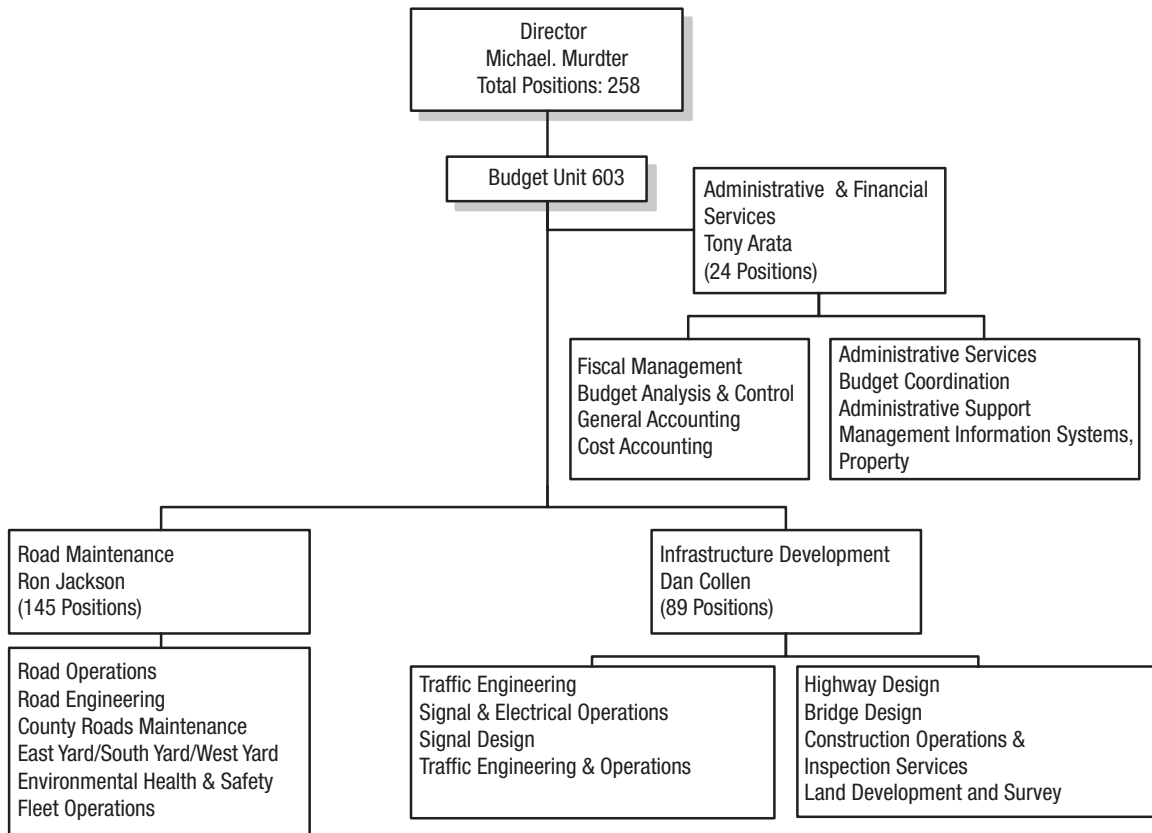 Director
Michael. Murdter
Total Positions: 258
Budget Unit 603
Administrative & Financial
Services
Tony Arata
(24 Positions)
Fiscal Management
Budget Analysis & Control
General Accounting
Cost Accounting
Administrative Services
Budget Coordination
Administrative Support
Management Information Systems,
Property
Road Maintenance
Ron Jackson
(145 Positions)
Infrastructure Development
Dan Collen
(89 Positions)
Road Operations
Road Engineering
County Roads Maintenance
East Yard/South Yard/West Yard
Environmental Health & Safety
Fleet Operations
Traffic Engineering
Signal & Electrical Operations
Signal Design
Traffic Engineering & Operations
Highway Design
Bridge Design
Construction Operations &
Inspection Services
Land Development and Survey